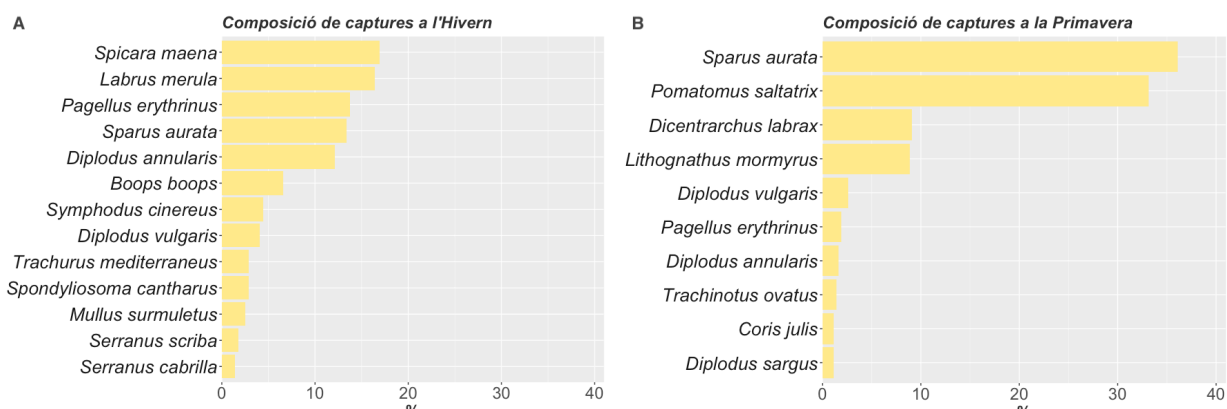 A
Composició de captures a l'Hivern
Spicara maena
Labrus merula
Pagellus erythrinus
Sparus aurata
Diplodus annularis
Boops boops
Symphodus cinereus
Diplodus vulgaris
Trachurus mediterraneus
Spondyliosoma cantharus
Mullus surmuletus
Serranus scriba
Serranus cabrilla
0 10 20 30 40
%
B
Composició de captures a la Primavera
Sparus aurata
Pomatomus saltatrix
Dicentrarchus labrax
Lithognathus mormyrus
Diplodus vulgaris
Pagellus erythrinus
Diplodus annularis
Trachinotus ovatus
Coris julis
Diplodus sargus
0 10 20 30 40
%